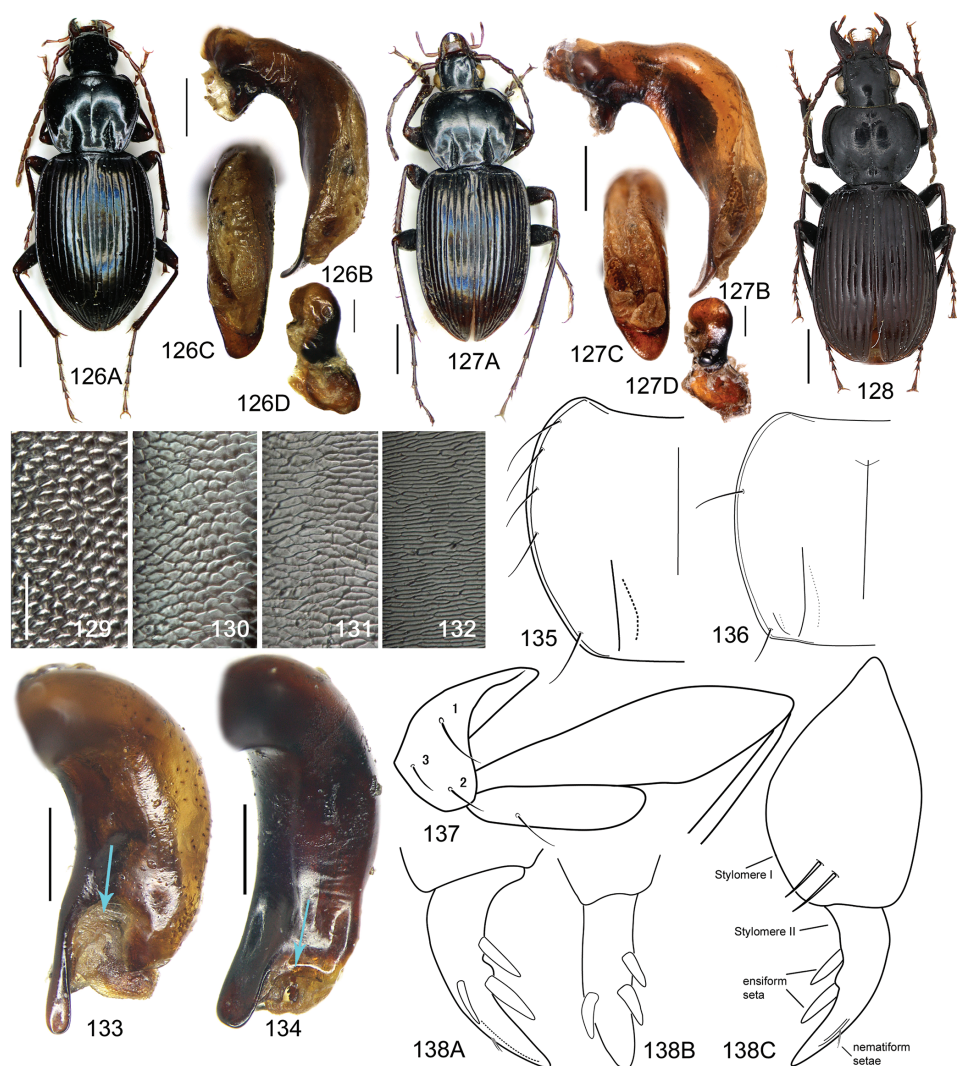 126A
126B
126C
126D
127A
127B
127C
127D
128
129
130
131
132
135
136
133
134
1
3
2
137
138A
138B
138C
Stylomere I
Stylomere II
ensiform
seta
nematiform
setae